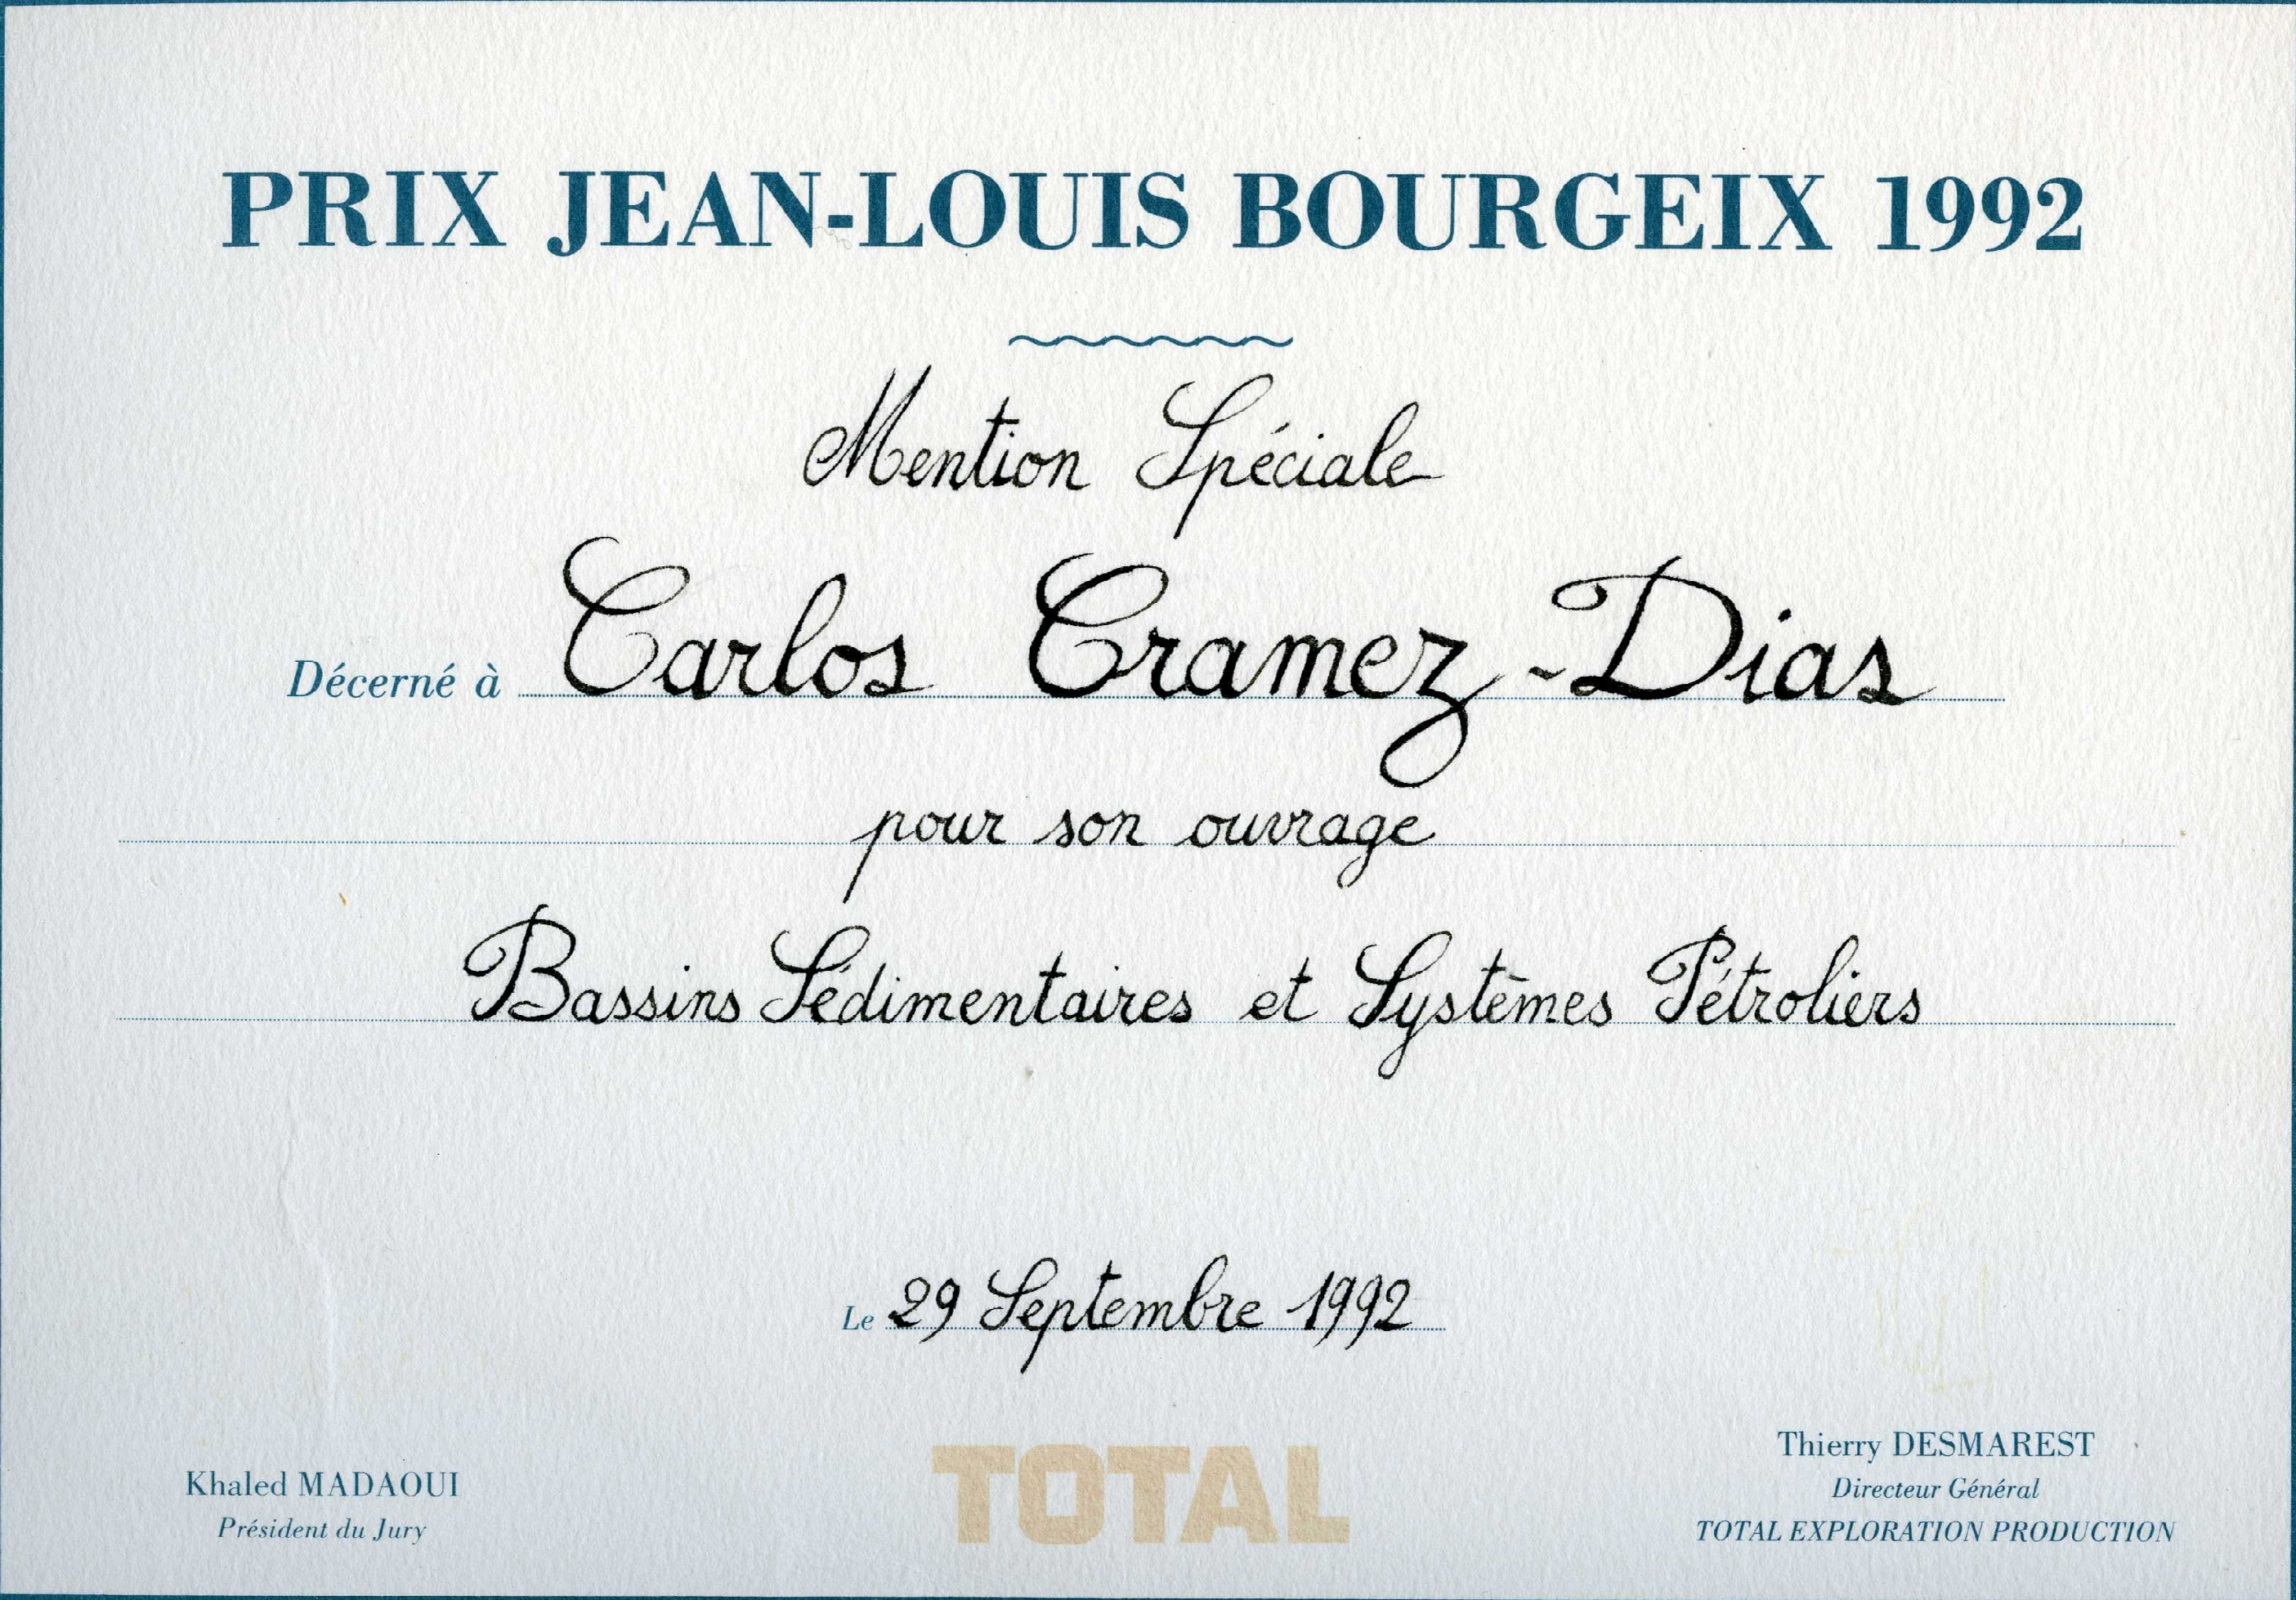 PRIX JEAN-LOUIS BOURGEIX 1992
Mention Spéciale
Décerné à Carlos Cramez-Dias
pour son ouvrage
Bassins Sédimentaires et Systèmes Pétroliers
Le 29 Septembre 1992
TOTAL
Khaled MADAOUI
Président du Jury
Thierry DESMAREST
Directeur Général
TOTAL EXPLORATION PRODUCTION